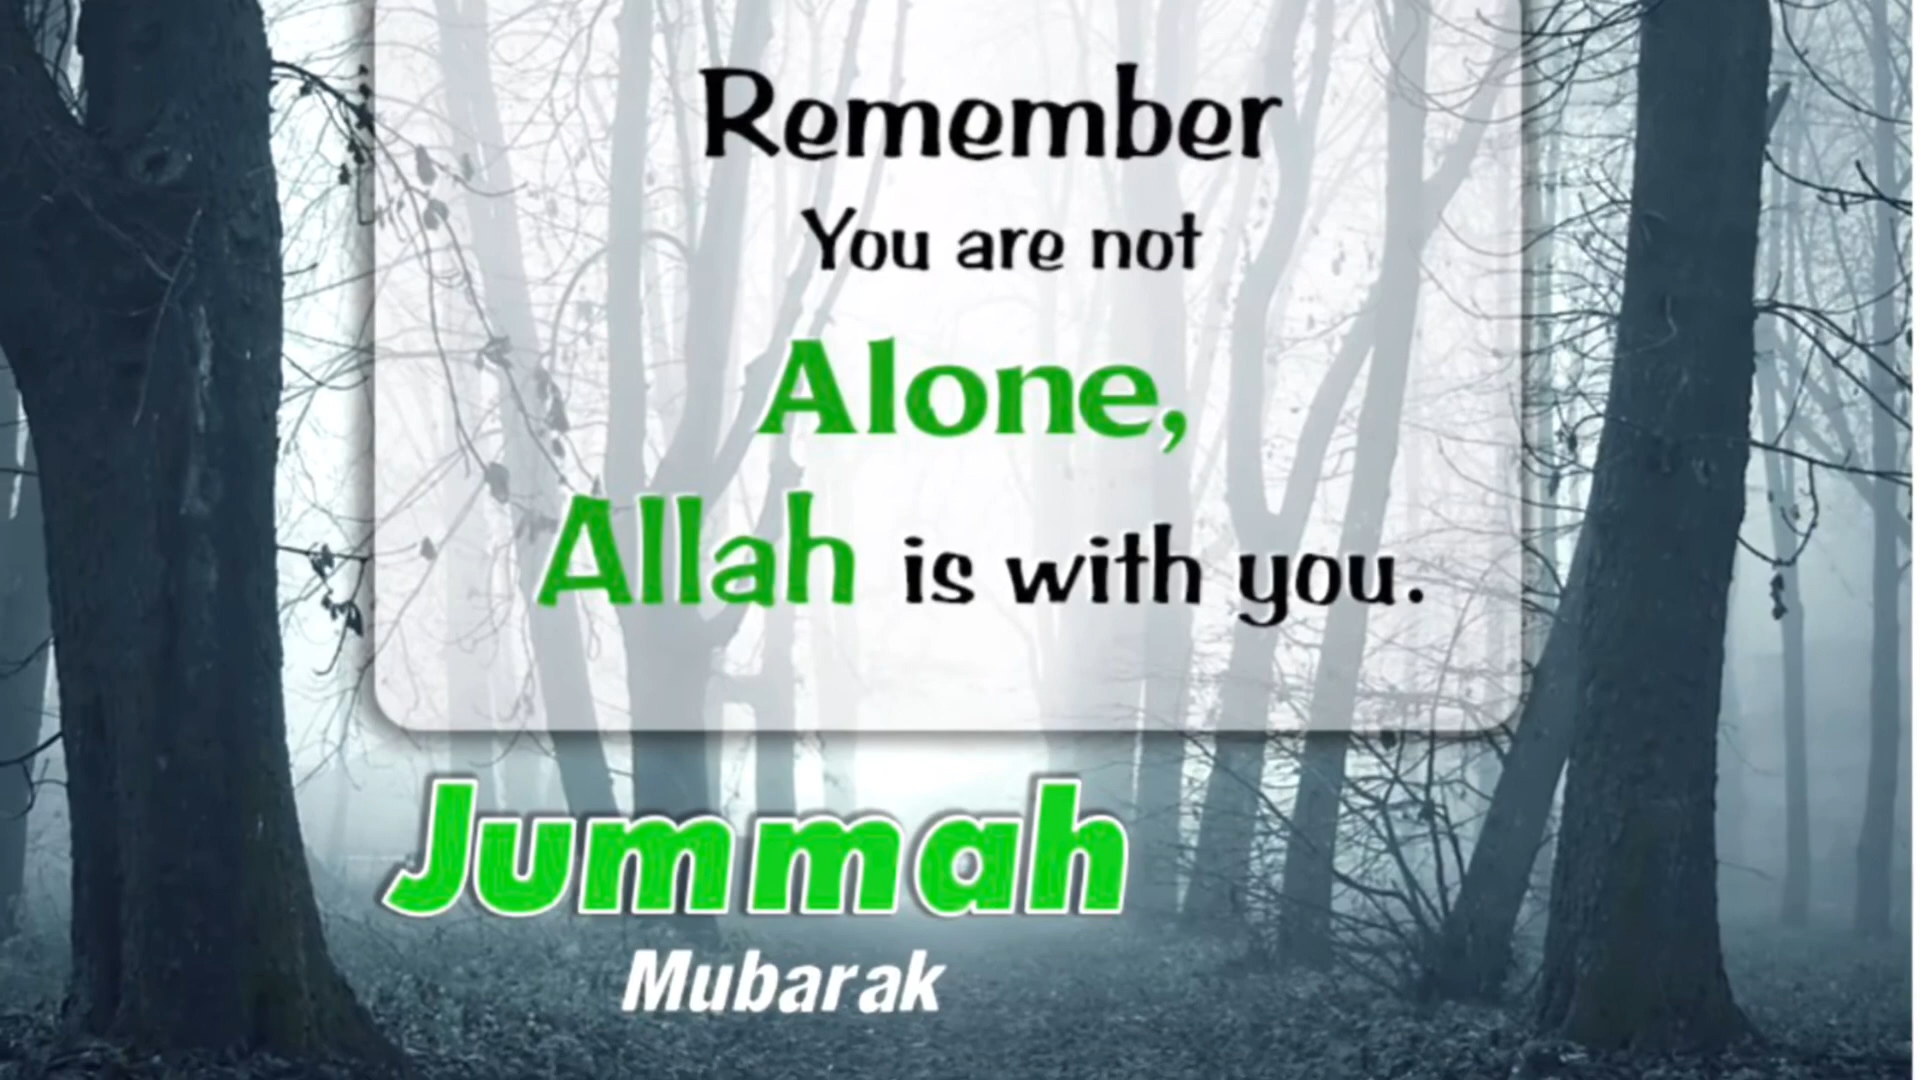 Remember
You are not
Alone,
Allah is with you.
Jummah
Mubarak